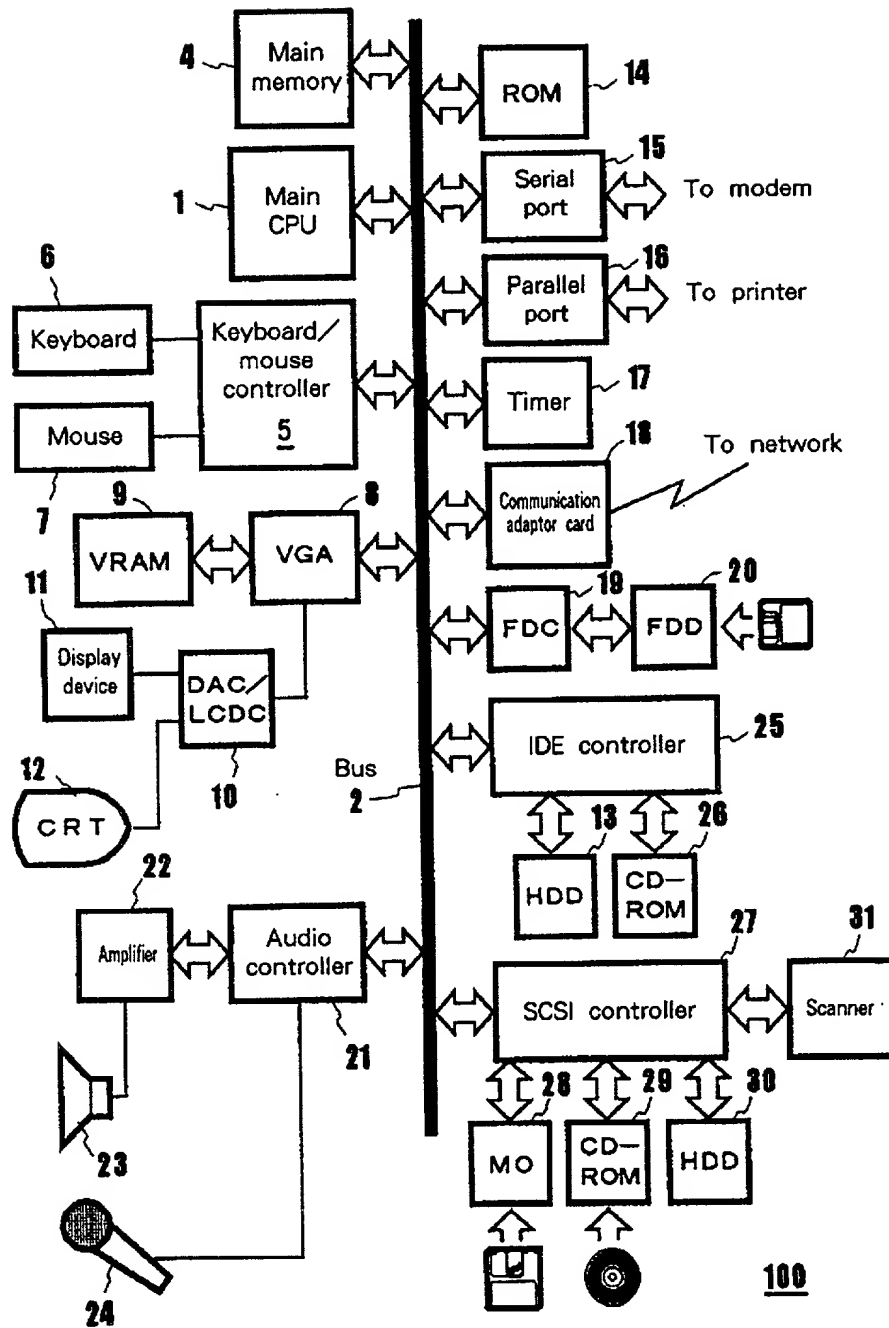 4
Main
memory
ROM
14
1
Main
CPU
15
Serial
port
To modem
16
Parallel
port
To printer
6
Keyboard
Keyboard/
mouse
controller
5
Mouse
7
17
Timer
18
Communication
adaptor card
To network
9
VRAM
8
VGA
19
FDC
20
FDD
11
Display
device
DAC/
LCDC
10
12
CRT
Bus
2
IDE controller
25
13
HDD
26
CD-
ROM
22
Amplifier
Audio
controller
21
27
SCSI controller
31
Scanner
23
28
MO
29
CD-
ROM
30
HDD
24
100